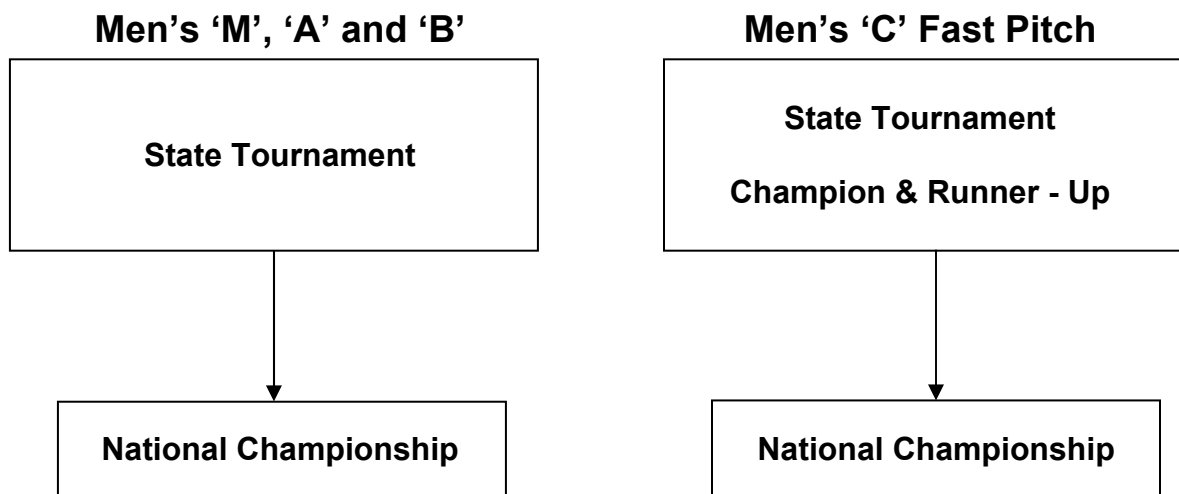 Men’s ‘M’, ‘A’ and ‘B’
State Tournament
National Championship
Men’s ‘C’ Fast Pitch
State Tournament
Champion & Runner - Up
National Championship